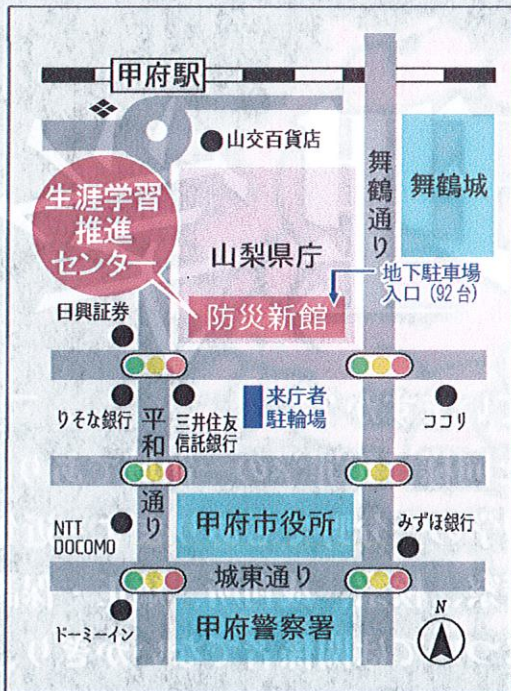 甲府駅
山交百貨店
舞鶴通り
舞鶴城
生涯学習
推進
センター
山梨県庁
地下駐車場
入口(92台)
防災新館
日興証券
りそな銀行
平和通り
三井住友
信託銀行
来庁者
駐輪場
ココリ
NTT
DOCOMO
甲府市役所
みずほ銀行
城東通り
ドーミーイン
甲府警察署
N